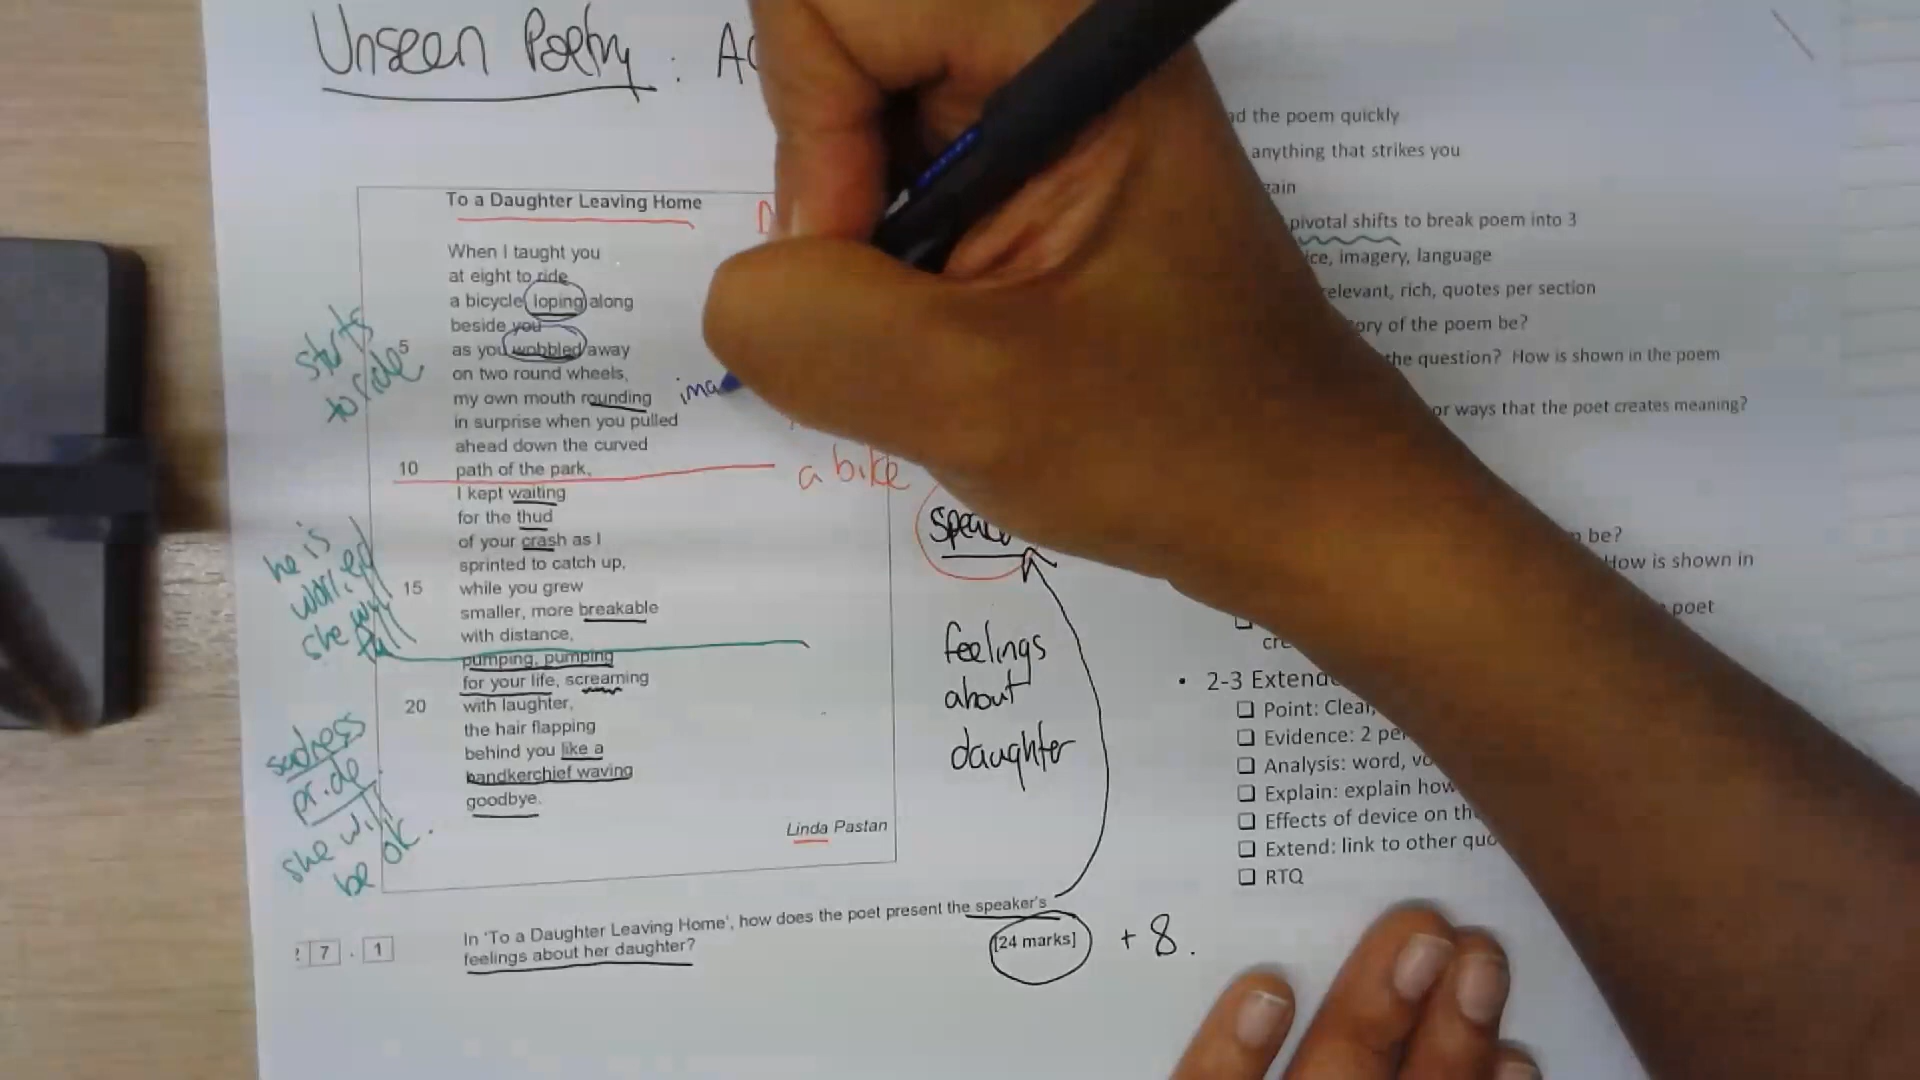 Unseen Poetry :
To a Daughter Leaving Home
When I taught you
at eight to ride
a bicycle, loping along
beside you
5 as you wobbled away
on two round wheels,
my own mouth rounding
in surprise when you pulled
ahead down the curved
10 path of the park,
I kept waiting
for the thud
of your crash as I
sprinted to catch up,
15 while you grew
smaller, more breakable
with distance,
pumping, pumping
for your life, screaming
20 with laughter,
the hair flapping
behind you like a
handkerchief waving
goodbye.
Linda Pastan
starts
to ride
he is
worried
she will
fall
sadness
pride
she will
be ok.
a bike
feelings
about
daughter
7 . 1 In 'To a Daughter Leaving Home', how does the poet present the speaker's
feelings about her daughter?
[24 marks] + 8.
the poem quickly
anything that strikes you
pivotal shifts to break poem into 3
imagery, language
relevant, rich, quotes per section
of the poem be?
the question? How is shown in the poem
or ways that the poet creates meaning?
be?
How is shown in
poet
• 2-3
Point:
Evidence: 2
Analysis: word,
Explain: explain how
Effects of device on
Extend: link to other
RTQ